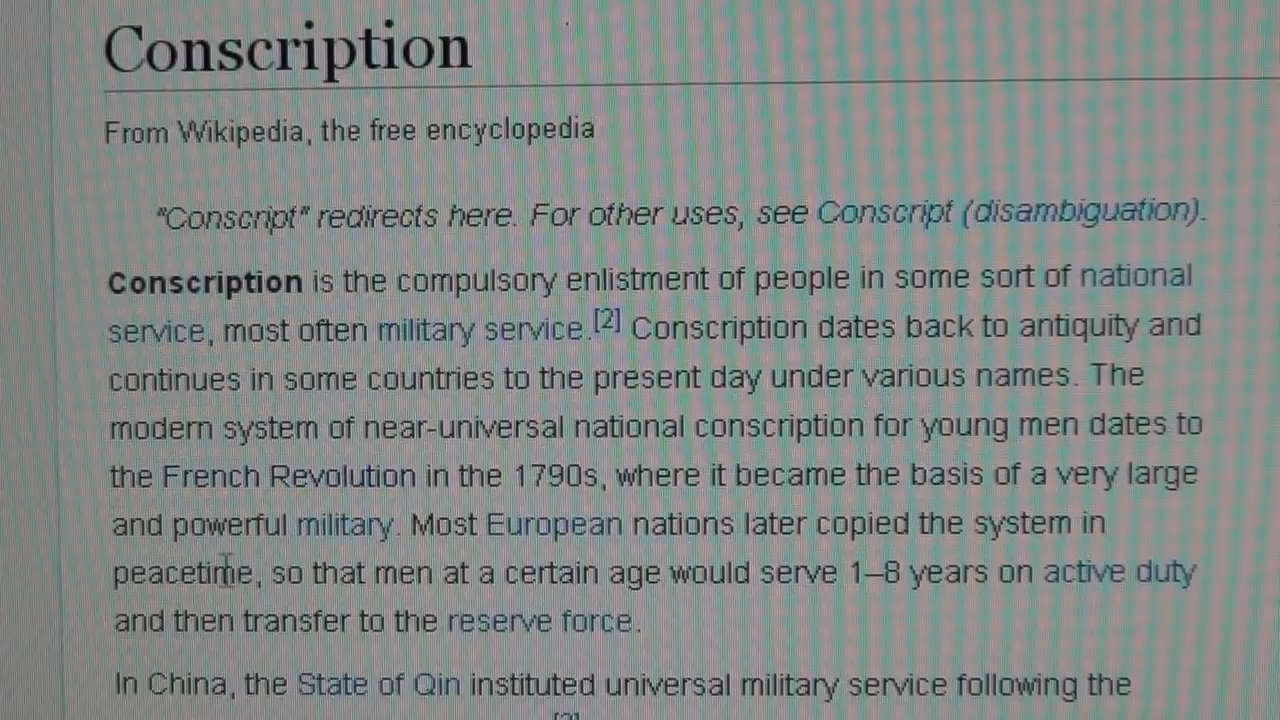 Conscription
From Wikipedia, the free encyclopedia
"Conscript" redirects here. For other uses, see Conscript (disambiguation).
Conscription is the compulsory enlistment of people in some sort of national
service, most often military service.[2] Conscription dates back to antiquity and
continues in some countries to the present day under various names. The
modern system of near-universal national conscription for young men dates to
the French Revolution in the 1790s, where it became the basis of a very large
and powerful military. Most European nations later copied the system in
peacetime, so that men at a certain age would serve 1–8 years on active duty
and then transfer to the reserve force.
In China, the State of Qin instituted universal military service following the